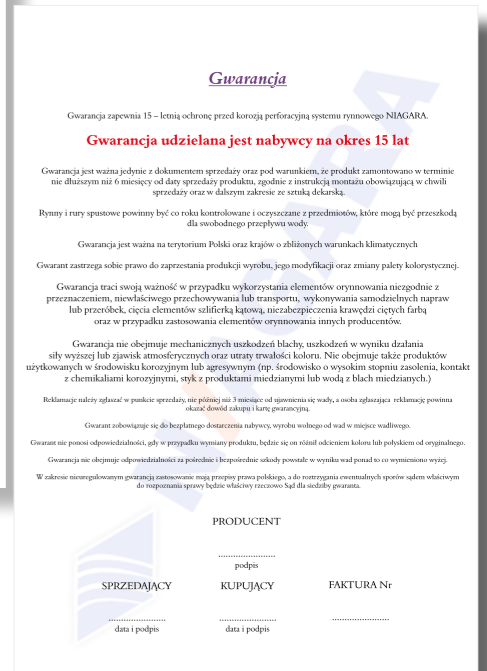 Gwarancja
Gwarancja zapewnia 15 – letnią ochronę przed korozją perforacyjną systemu rynnowego NIAGARA.
Gwarancja udzielana jest nabywcy na okres 15 lat
Gwarancja jest ważna jedynie z dokumentem sprzedaży oraz pod warunkiem, że produkt zamontowano w terminie
nie dłuższym niż 6 miesięcy od daty sprzedaży produktu, zgodnie z instrukcją montażu obowiązującą w chwili
sprzedaży oraz w dalszym zakresie ze sztuką dekarską.
Rynny i rury spustowe powinny być co roku kontrolowane i oczyszczane z przedmiotów, które mogą być przeszkodą
dla swobodnego przepływu wody.
Gwarancja jest ważna na terytorium Polski oraz krajów o zbliżonych warunkach klimatycznych
Gwarant zastrzega sobie prawo do zaprzestania produkcji wyrobu, jego modyfikacji oraz zmiany palety kolorystycznej.
Gwarancja traci swoją ważność w przypadku wykorzystania elementów orynnowania niezgodnie z
przeznaczeniem, niewłaściwego przechowywania lub transportu, wykonywania samodzielnych napraw
lub przeróbek, cięcia elementów szlifierką kątową, niezabezpieczenia krawędzi ciętych farbą
oraz w przypadku zastosowania elementów orynnowania innych producentów.
Gwarancja nie obejmuje mechanicznych uszkodzeń blachy, uszkodzeń w wyniku dzałania
siły wyższej lub zjawisk atmosferycznych oraz utraty trwałości koloru. Nie obejmuje także produktów
użytkowanych w środowisku korozyjnym lub agresywnym (np. środowisko o wysokim stopniu zasolenia, kontakt
z chemikaliami korozyjnymi, styk z produktami miedzianymi lub wodą z blach miedzianych.)
Reklamacje należy zgłaszać w punkcie sprzedaży, nie później niż 3 miesiące od ujawnienia się wady, a osoba zgłaszająca reklamację powinna
okazać dowód zakupu i kartę gwarancyjną.
Gwarant zobowiązuje się do bezpłatnego dostarczenia nabywcy, wyrobu wolnego od wad w miejsce wadliwego.
Gwarant nie ponosi odpowiedzialności, gdy w przypadku wymiany produktu, będzie się on różnił odcieniem koloru lub połyskiem od oryginalnego.
Gwarancja nie obejmuje odpowiedzialności za pośrednie i bezpośrednie szkody powstałe w wyniku wad ponad to co wymieniono wyżej.
W zakresie nieuregulowanym gwarancją zastosowanie mają przepisy prawa polskiego, a do roztrzygania ewentualnych sporów sądem właściwym
do rozpoznania sprawy będzie właściwy rzeczowo Sąd dla siedziby gwaranta.
PRODUCENT
.......................
podpis
SPRZEDAJĄCY KUPUJĄCY FAKTURA Nr
....................... ....................... .......................
data i podpis data i podpis
NIAGARA